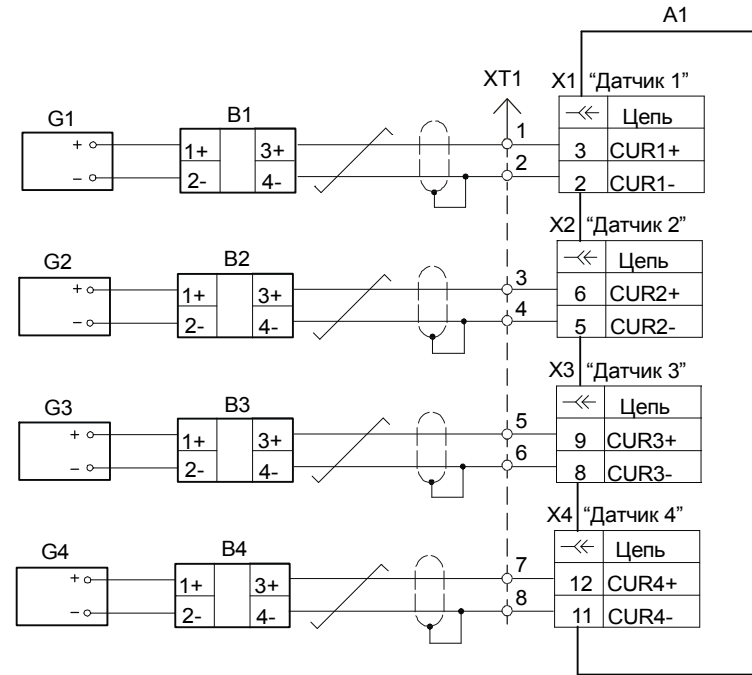 A1
XT1
X1 “Датчик 1”
G1
B1
1
Цепь
+
1+
3+
3
CUR1+
2
−
2-
4-
2
CUR1-
X2 “Датчик 2”
G2
B2
Цепь
3
+
1+
3+
6
CUR2+
4
−
2-
4-
5
CUR2-
X3 “Датчик 3”
G3
B3
Цепь
5
+
1+
3+
9
CUR3+
6
−
2-
4-
8
CUR3-
X4 “Датчик 4”
G4
B4
Цепь
7
+
1+
3+
12
CUR4+
8
−
2-
4-
11
CUR4-